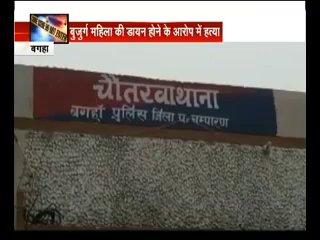 बुजुर्ग महिला की डायन होने के आरोप में हत्या
बगहा
चौतरवाथाना
बगहाँ पुलिस जिला प॰चम्पारण